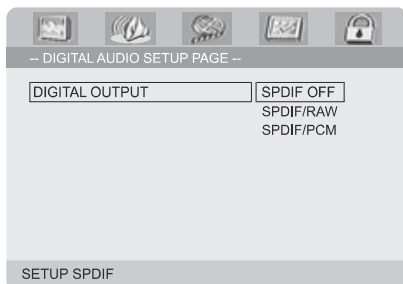 -- DIGITAL AUDIO SETUP PAGE --
DIGITAL OUTPUT SPDIF OFF
SPDIF/RAW
SPDIF/PCM
SETUP SPDIF